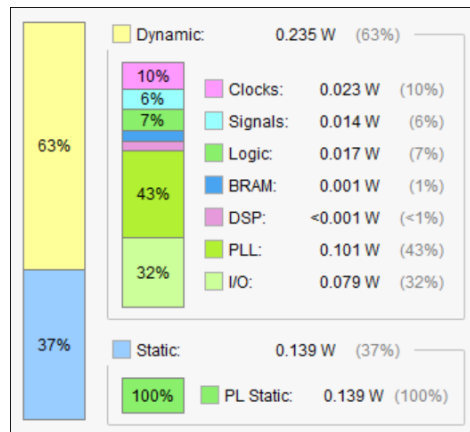 Dynamic: 0.235 W (63%)
63%
10%
Clocks: 0.023 W (10%)
6%
Signals: 0.014 W (6%)
7%
Logic: 0.017 W (7%)
BRAM: 0.001 W (1%)
DSP: <0.001 W (<1%)
43%
PLL: 0.101 W (43%)
32%
I/O: 0.079 W (32%)
37%
Static: 0.139 W (37%)
100%
PL Static: 0.139 W (100%)